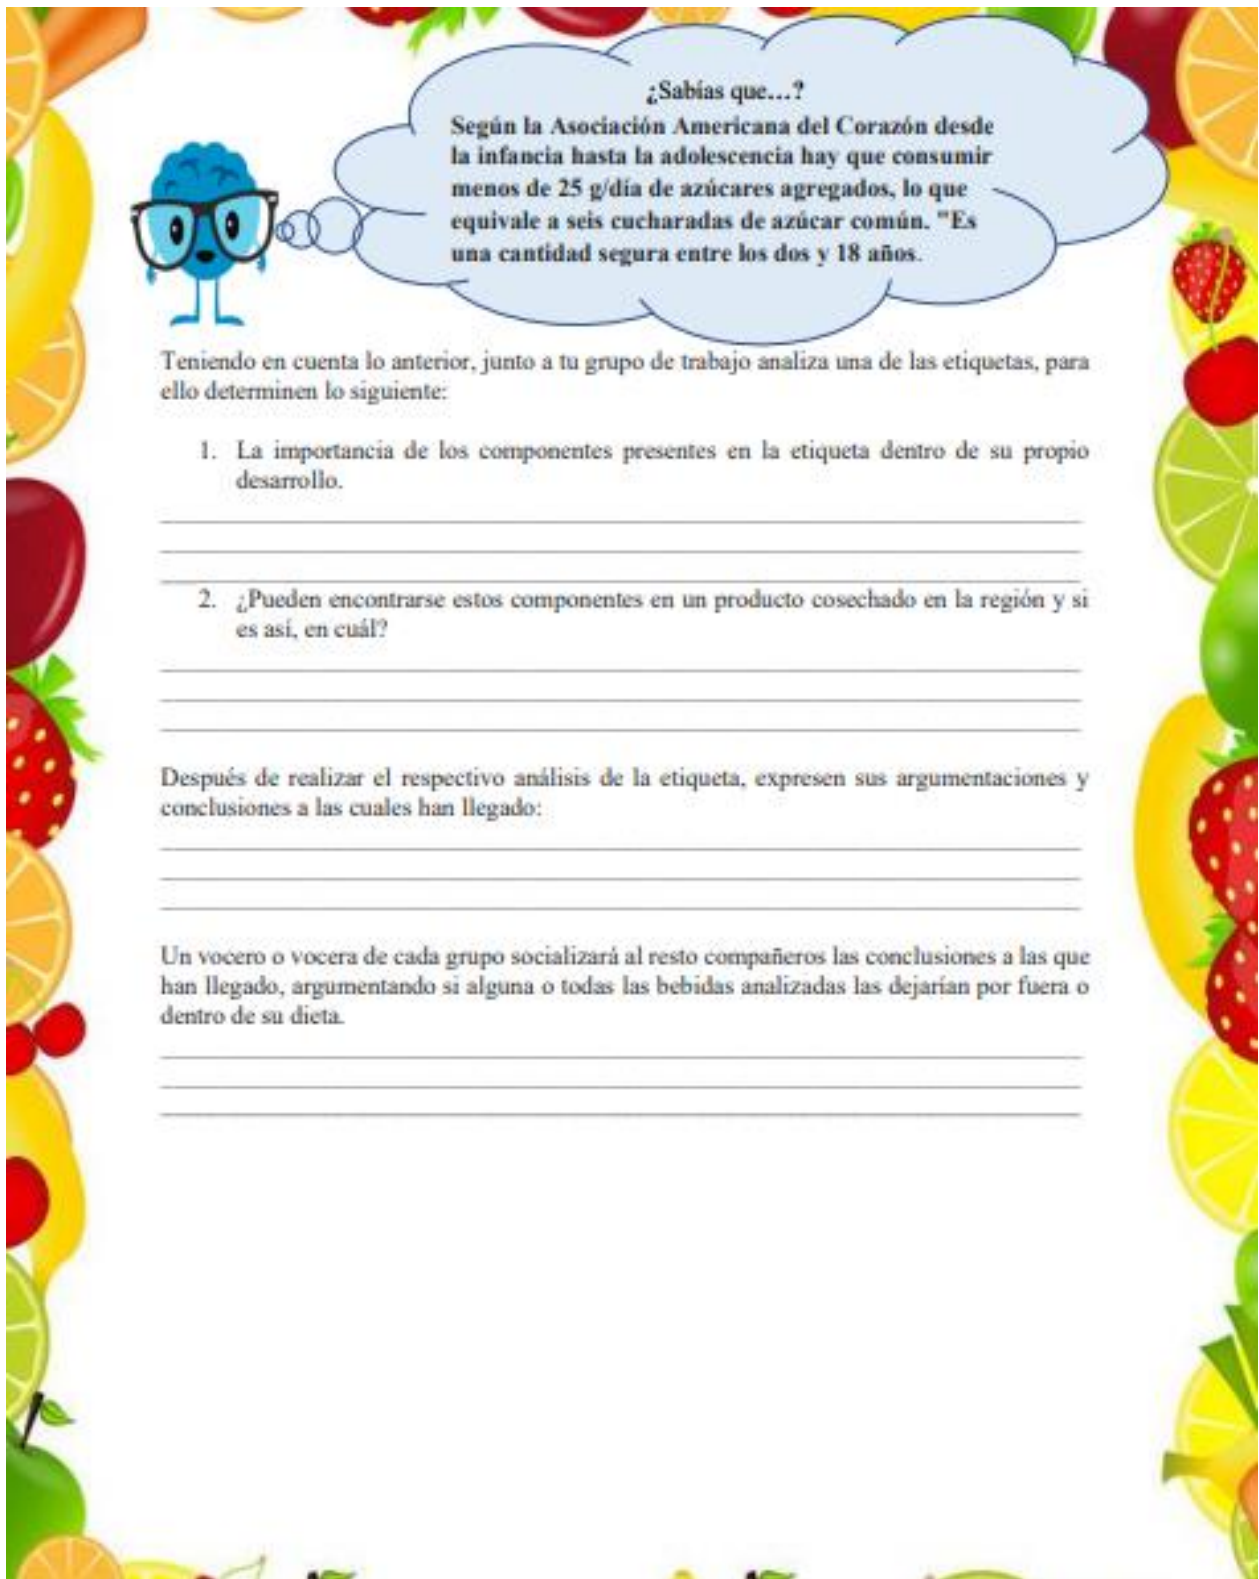 ¿Sabías que...?
Según la Asociación Americana del Corazón desde
la infancia hasta la adolescencia hay que consumir
menos de 25 g/día de azúcares agregados, lo que
equivale a seis cucharadas de azúcar común. "Es
una cantidad segura entre los dos y 18 años.
Teniendo en cuenta lo anterior, junto a tu grupo de trabajo analiza una de las etiquetas, para
ello determinen lo siguiente:
1. La importancia de los componentes presentes en la etiqueta dentro de su propio
desarrollo.
2. ¿Pueden encontrarse estos componentes en un producto cosechado en la región y si
es así, en cuál?
Después de realizar el respectivo análisis de la etiqueta, expresen sus argumentaciones y
conclusiones a las cuales han llegado:
Un vocero o vocera de cada grupo socializará al resto compañeros las conclusiones a las que
han llegado, argumentando si alguna o todas las bebidas analizadas las dejarían por fuera o
dentro de su dieta.